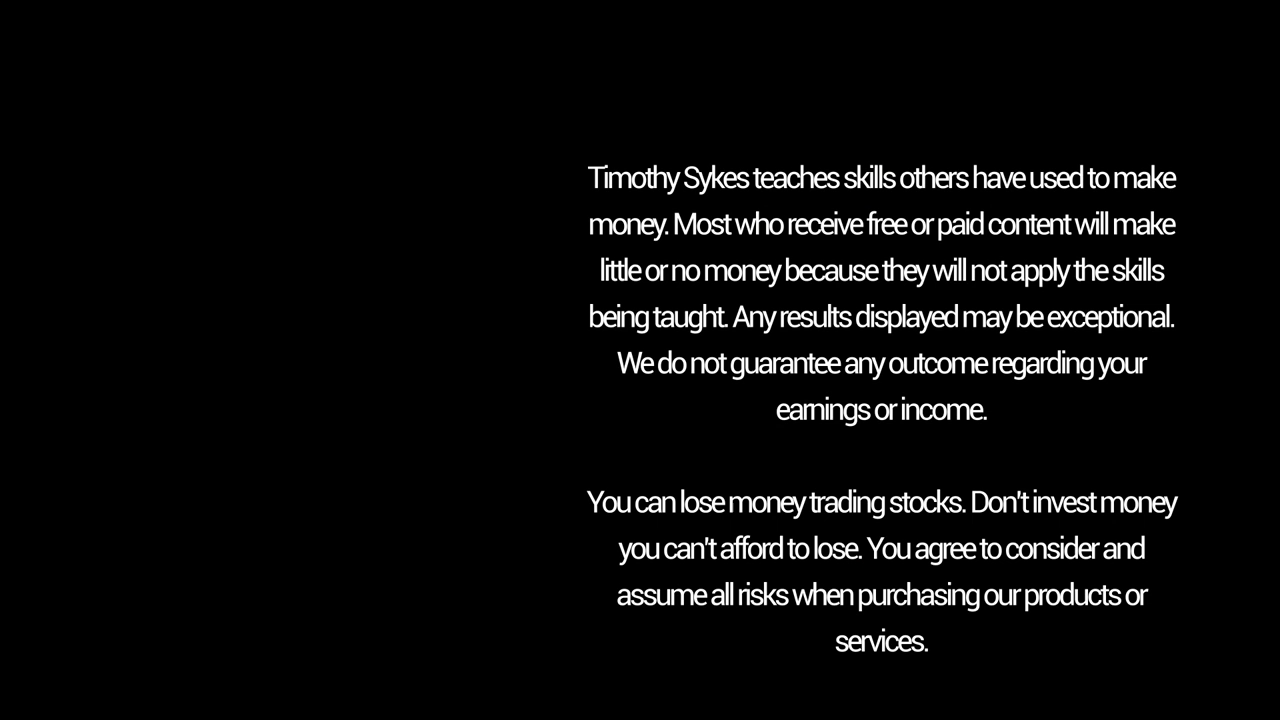 Timothy Sykes teaches skills others have used to make
money. Most who receive free or paid content will make
little or no money because they will not apply the skills
being taught. Any results displayed may be exceptional.
We do not guarantee any outcome regarding your
earnings or income.
You can lose money trading stocks. Don't invest money
you can't afford to lose. You agree to consider and
assume all risks when purchasing our products or
services.